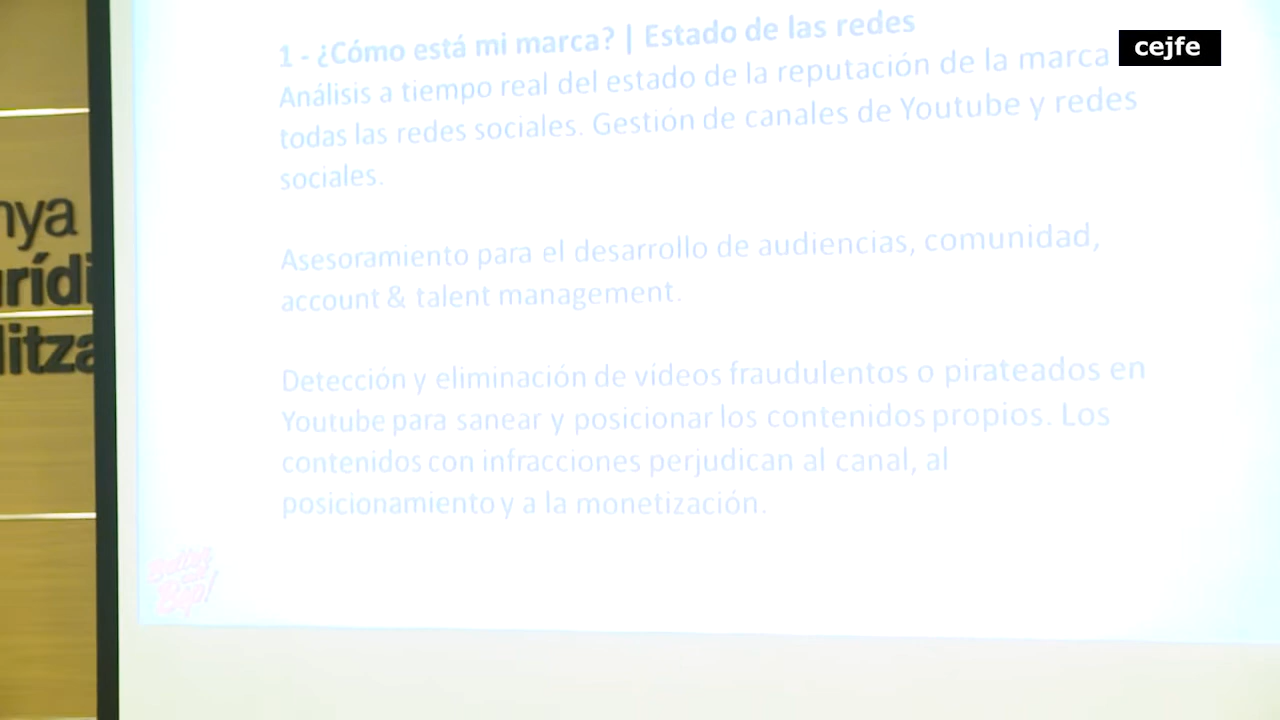 1 - ¿Cómo está mi marca? | Estado de las redes
Análisis a tiempo real del estado de la reputación de la marca
todas las redes sociales. Gestión de canales de Youtube y redes
sociales.
Asesoramiento para el desarrollo de audiencias, comunidad,
account & talent management.
Detección y eliminación de vídeos fraudulentos o pirateados en
Youtube para sanear y posicionar los contenidos propios. Los
contenidos con infracciones perjudican al canal, al
posicionamiento y a la monetización.
cejfe
nya
urídi
litza